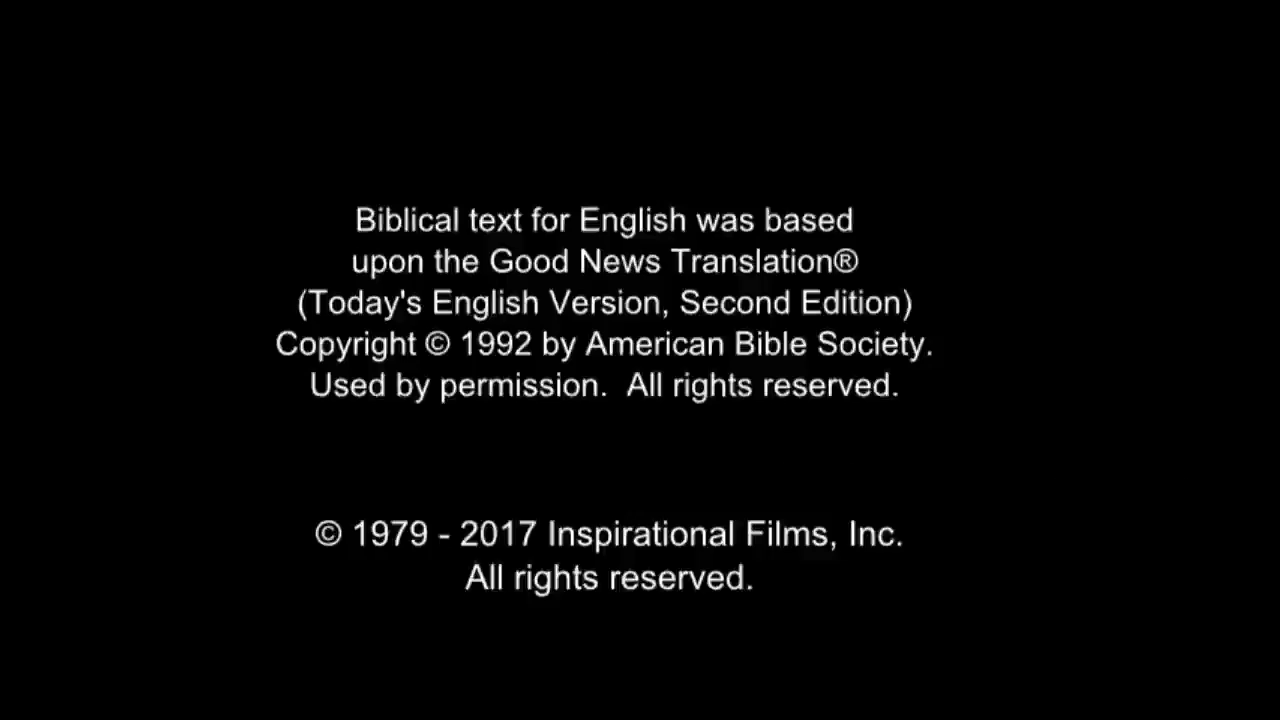 Biblical text for English was based
upon the Good News Translation®
(Today's English Version, Second Edition)
Copyright © 1992 by American Bible Society.
Used by permission.  All rights reserved.
© 1979 - 2017 Inspirational Films, Inc.
All rights reserved.